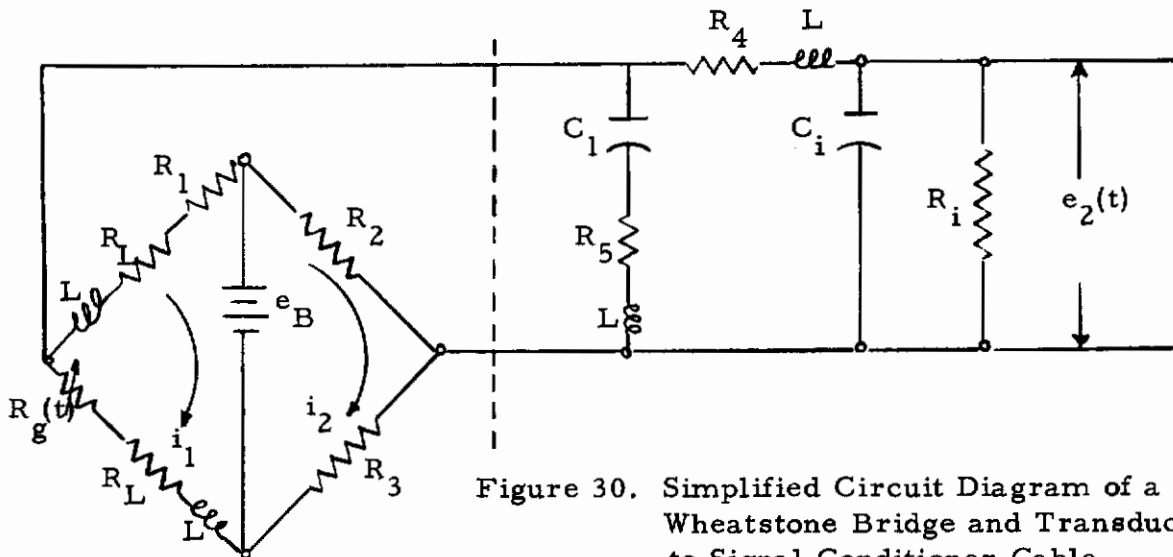 R4
L
C1
Ci
R1
R2
Ri
e2(t)
RL
R5
L
eB
L
Rg(t)
i1
i2
RL
R3
L
Figure 30. Simplified Circuit Diagram of a
Wheatstone Bridge and
to Signal Conditioner Cable